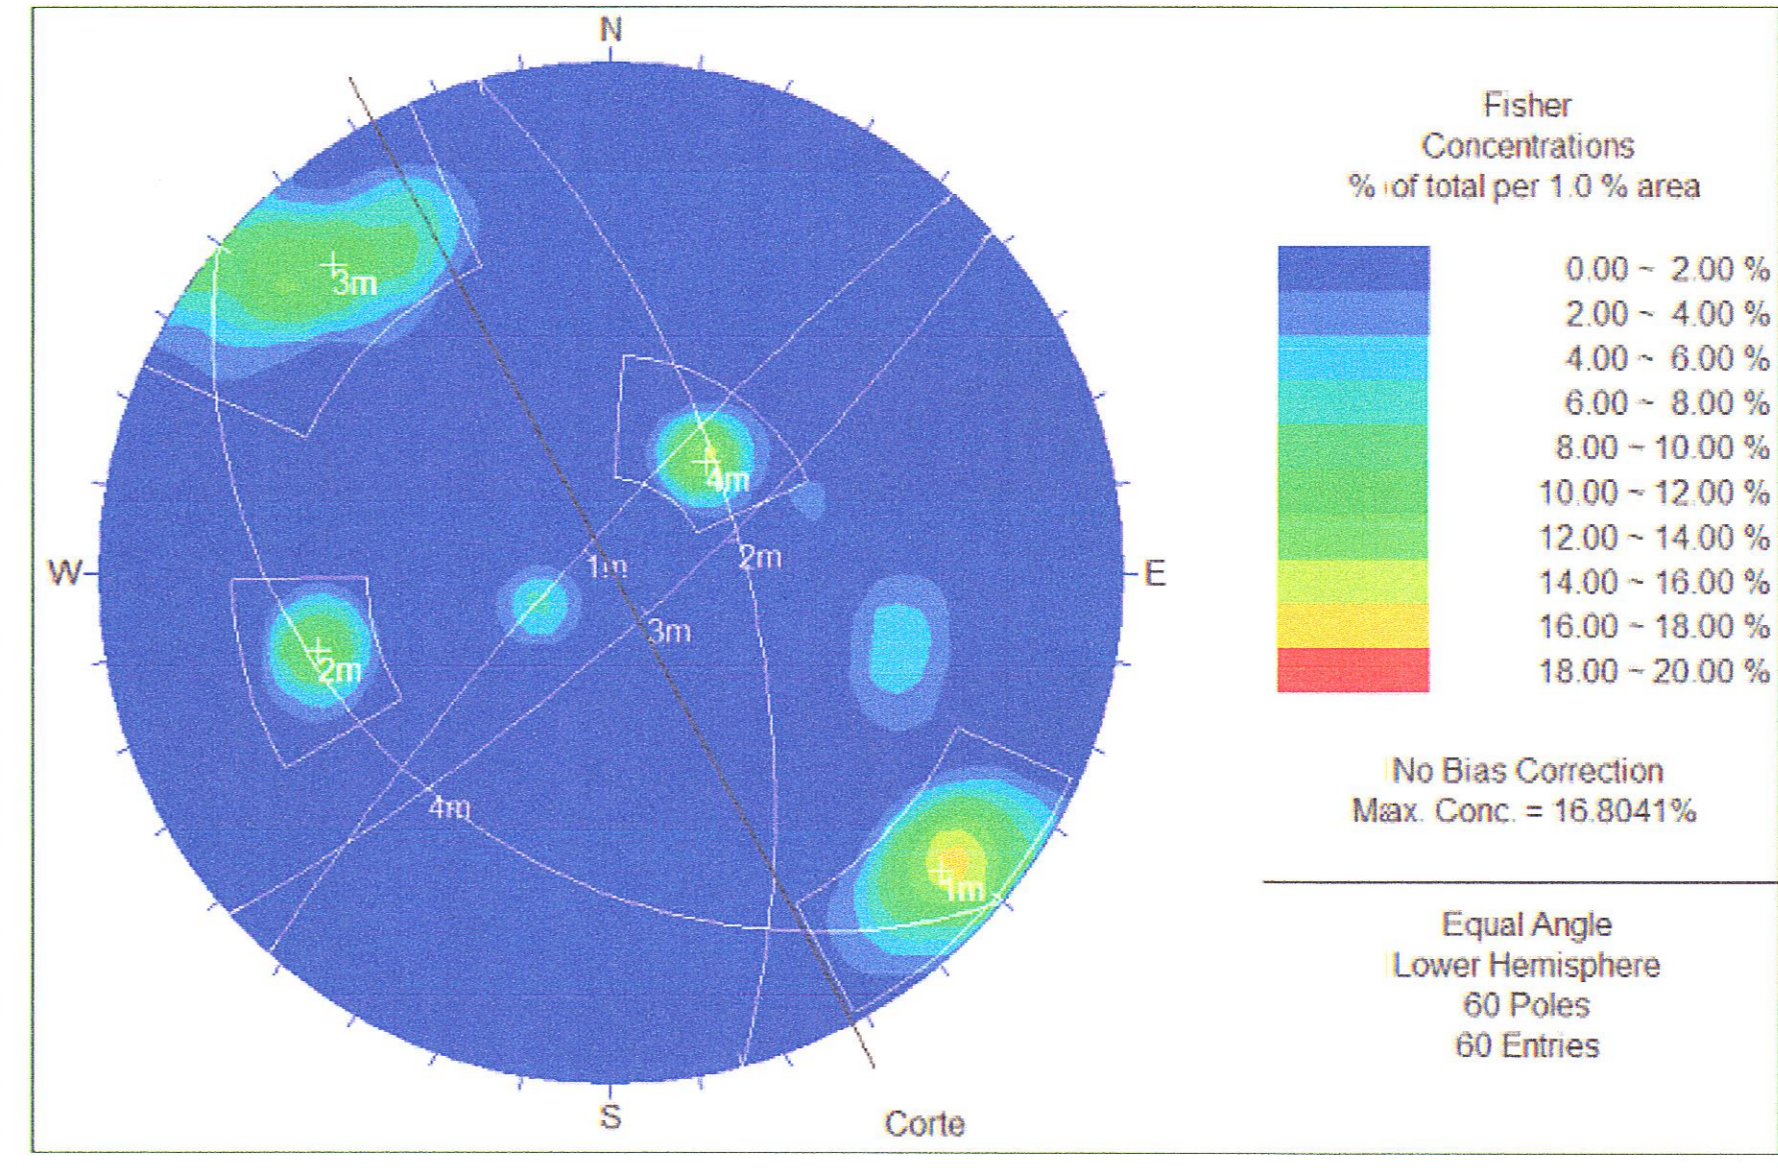 N
Fisher
Concentrations
% of total per 1.0 % area
3m
0.00 ~ 2.00 %
2.00 ~ 4.00 %
4.00 ~ 6.00 %
6.00 ~ 8.00 %
8.00 ~ 10.00 %
10.00 ~ 12.00 %
12.00 ~ 14.00 %
14.00 ~ 16.00 %
16.00 ~ 18.00 %
18.00 ~ 20.00 %
4m
W
1m
2m
E
3m
2m
4m
1m
No Bias Correction
Max. Conc. = 16.8041%
Equal Angle
Lower Hemisphere
60 Poles
60 Entries
S
Corte